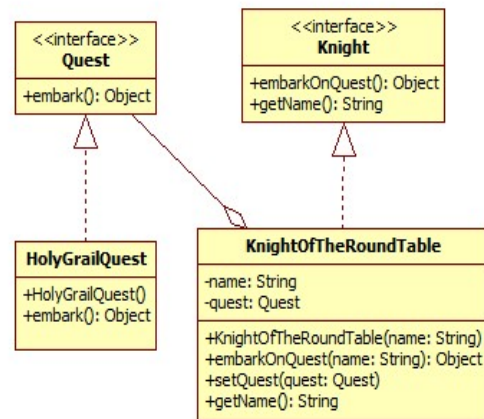 <<interface>>
Quest
+embark(): Object
<<interface>>
Knight
+embarkOnQuest(): Object
+getName(): String
HolyGrailQuest
+HolyGrailQuest()
+embark(): Object
KnightOfTheRoundTable
-name: String
-quest: Quest
+KnightOfTheRoundTable(name: String)
+embarkOnQuest(name: String): Object
+setQuest(quest: Quest)
+getName(): String